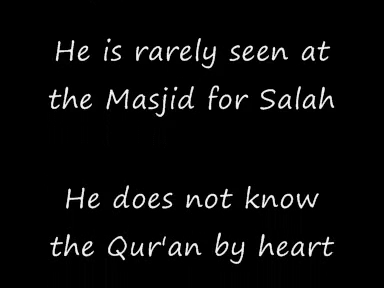 He is rarely seen at
the Masjid for Salah
He does not know
the Qur'an by heart